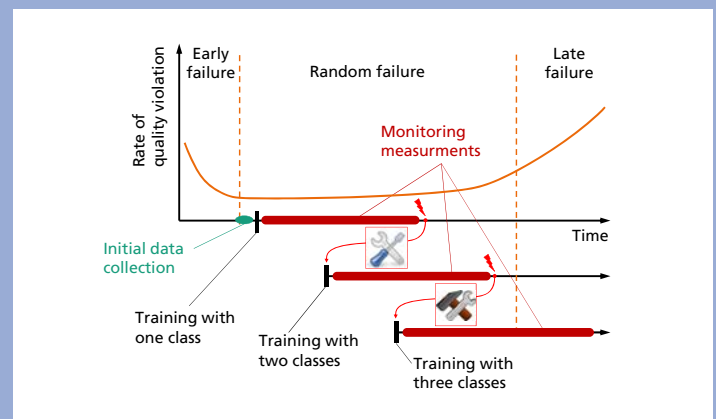 Early
failure
Random failure
Late
failure
Rate of
quality violation
Monitoring
measurments
Time
Initial data
collection
Training with
one class
Training with
two classes
Training with
three classes